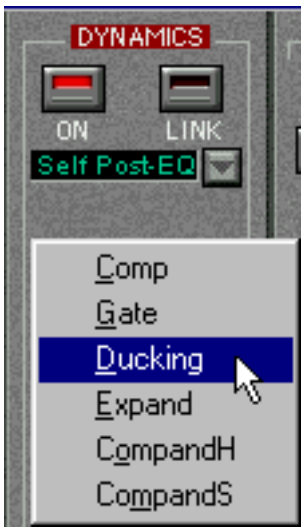 DYNAMICS
ON LINK
Self Post-EQ
Comp
Gate
Ducking
Expand
CompandH
CompandS